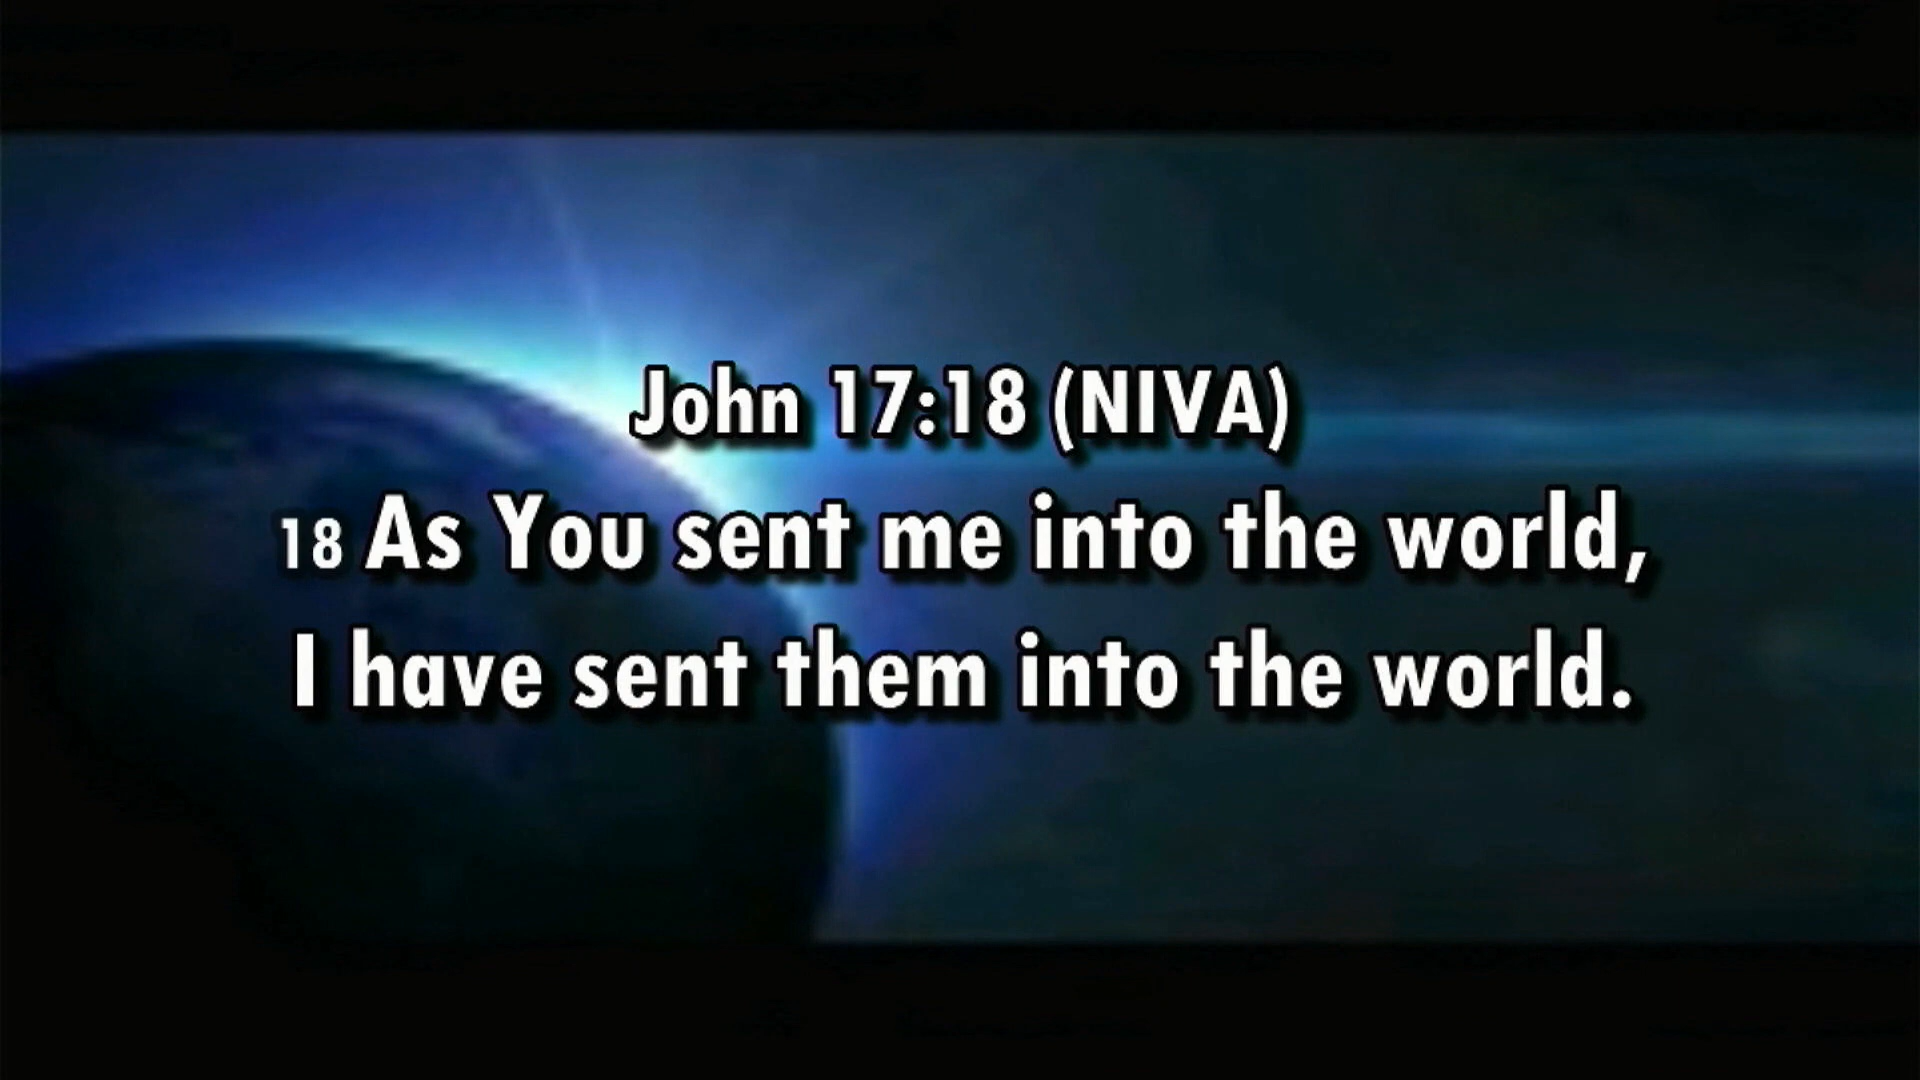 John 17:18 (NIVA)
18 As You sent me into the world,
I have sent them into the world.